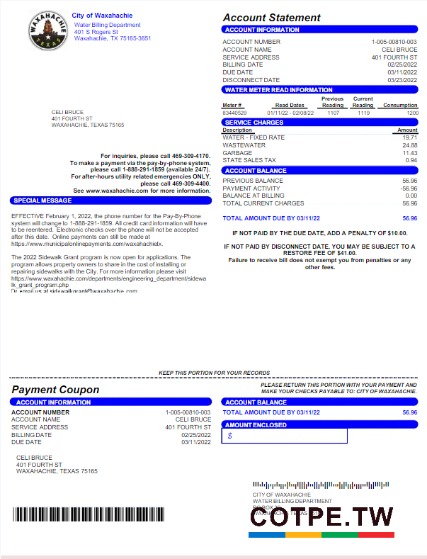 WAXAHACHIE
TEXAS
City of Waxahachie
Water Billing Department
401 S Rogers St
Waxahachie, TX 75165-3651
Account Statement
ACCOUNT INFORMATION
ACCOUNT NUMBER 1-005-00810-003
ACCOUNT NAME CELI BRUCE
SERVICE ADDRESS 401 FOURTH ST
BILLING DATE 02/25/2022
DUE DATE 03/11/2022
DISCONNECT DATE 03/23/2022
WATER METER READ INFORMATION
Meter # Read Dates Previous Reading Current Reading Consumption
83440529 01/11/22 - 02/08/22 1107 1119 1200
SERVICE CHARGES
Description Amount
WATER - FIXED RATE 19.71
WASTEWATER 24.88
GARBAGE 11.43
STATE SALES TAX 0.94
ACCOUNT BALANCE
PREVIOUS BALANCE 56.96
PAYMENT ACTIVITY -56.96
BALANCE AT BILLING 0.00
TOTAL CURRENT CHARGES 56.96
TOTAL AMOUNT DUE BY 03/11/22 56.96
IF NOT PAID BY THE DUE DATE, ADD A PENALTY OF $10.00.
IF NOT PAID BY DISCONNECT DATE, YOU MAY BE SUBJECT TO A
RESTORE FEE OF $41.00.
Failure to receive bill does not exempt you from penalties or any
other fees.
CELI BRUCE
401 FOURTH ST
WAXAHACHIE, TEXAS 75165
For inquiries, please call 469-309-4170.
To make a payment via the pay-by-phone system,
please call 1-888-291-1859 (available 24/7).
For after-hours utility related emergencies ONLY,
please call 469-309-4400.
See www.waxahachie.com for more information.
SPECIAL MESSAGE
EFFECTIVE February 1, 2022, the phone number for the Pay-By-Phone
system will change to 1-888-291-1859. All credit card information will have
to be reentered. Electronic checks over the phone will not be accepted
after this date. Online payments can still be made at
https://www.municipalonlinepayments.com/waxahachietx.
The 2022 Sidewalk Grant program is now open for applications. The
program allows property owners to share in the cost of installing or
repairing sidewalks with the City. For more information please visit
https://www.waxahachie.com/departments/engineering_department/sidewa
lk_grant_program.php
Or email us at sidewalkgrant@waxahachie.com
KEEP THIS PORTION FOR YOUR RECORDS
Payment Coupon
PLEASE RETURN THIS PORTION WITH YOUR PAYMENT AND
MAKE YOUR CHECKS PAYABLE TO: CITY OF WAXAHACHIE.
ACCOUNT INFORMATION
ACCOUNT NUMBER 1-005-00810-003
ACCOUNT NAME CELI BRUCE
SERVICE ADDRESS 401 FOURTH ST
BILLING DATE 02/25/2022
DUE DATE 03/11/2022
ACCOUNT BALANCE
TOTAL AMOUNT DUE BY 03/11/22 56.96
AMOUNT ENCLOSED
$
CELI BRUCE
401 FOURTH ST
WAXAHACHIE, TEXAS 75165
CITY OF WAXAHACHIE
WATER BILLING DEPARTMENT
COTPE.TW